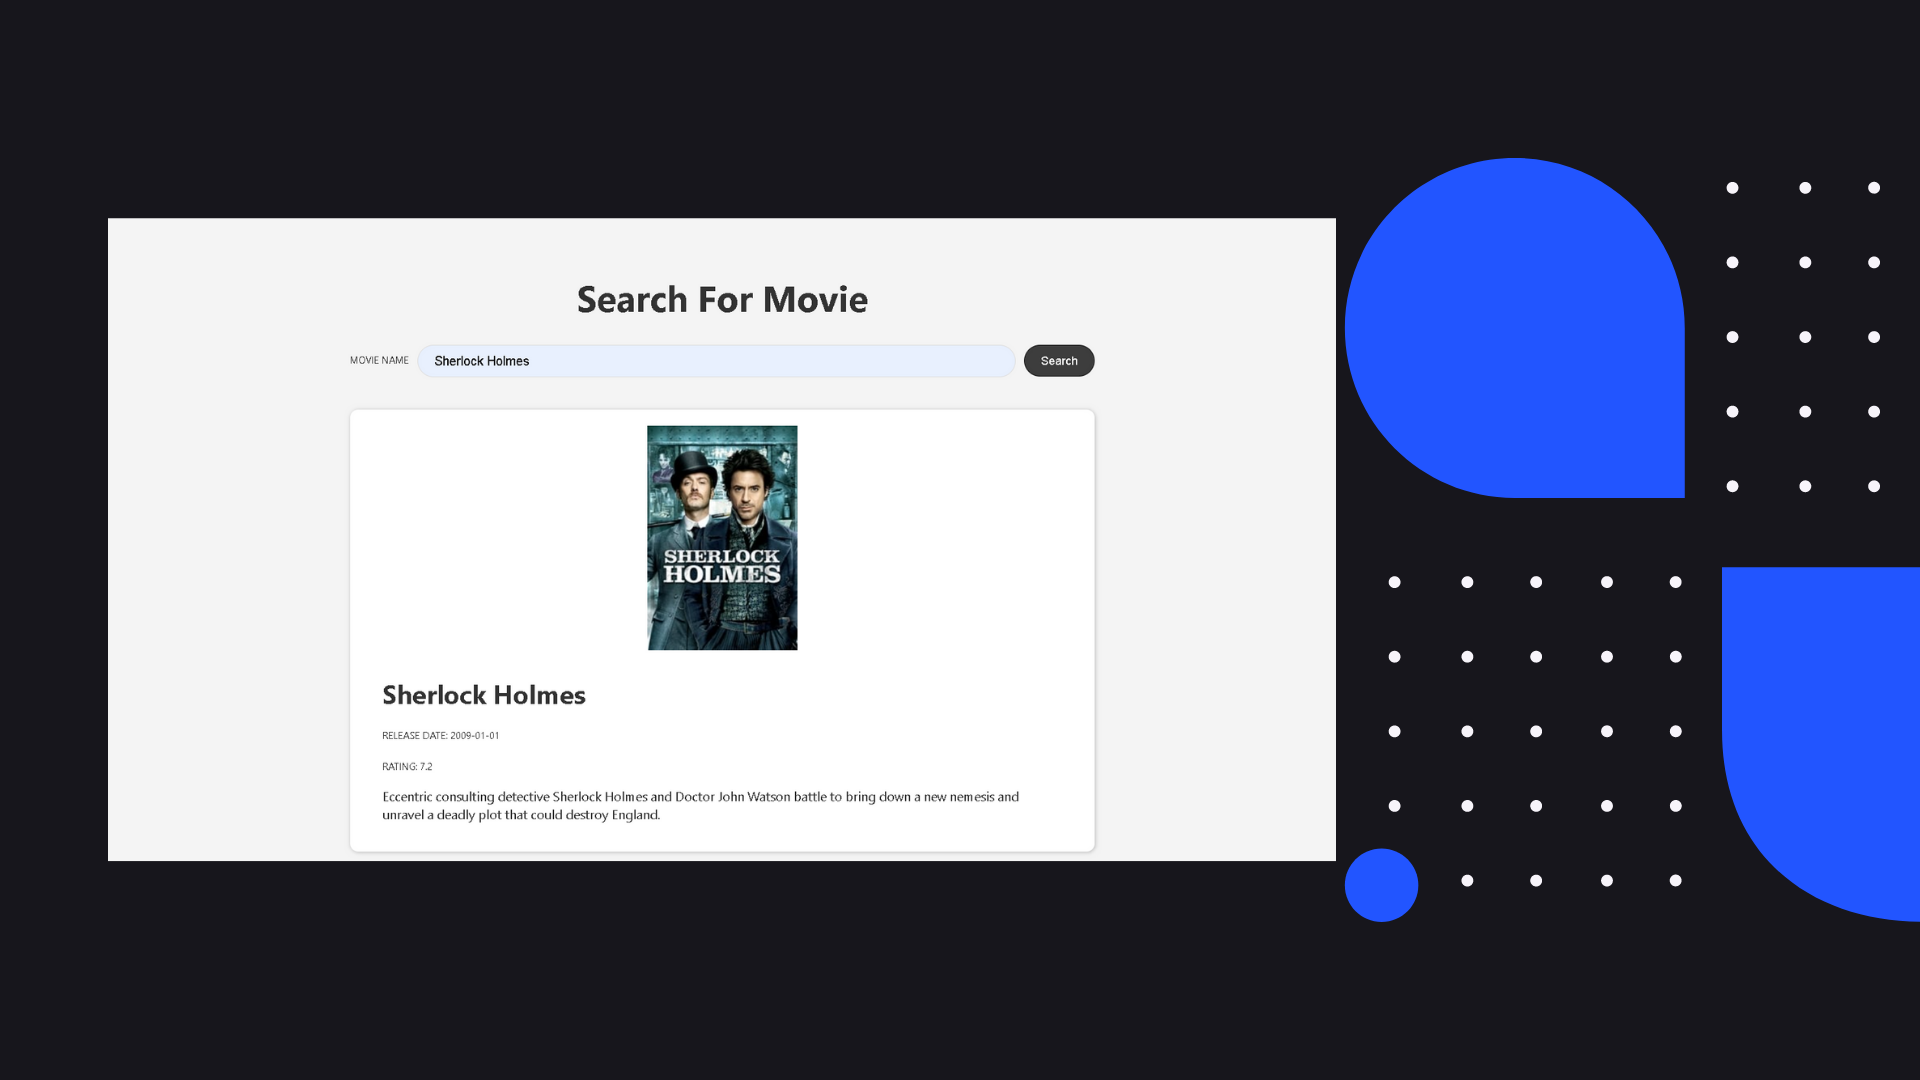 Search For Movie
MOVIE NAME Sherlock Holmes Search
SHERLOCK
HOLMES
Sherlock Holmes
RELEASE DATE: 2009-01-01
RATING: 7.2
Eccentric consulting detective Sherlock Holmes and Doctor John Watson battle to bring down a new nemesis and
unravel a deadly plot that could destroy England.